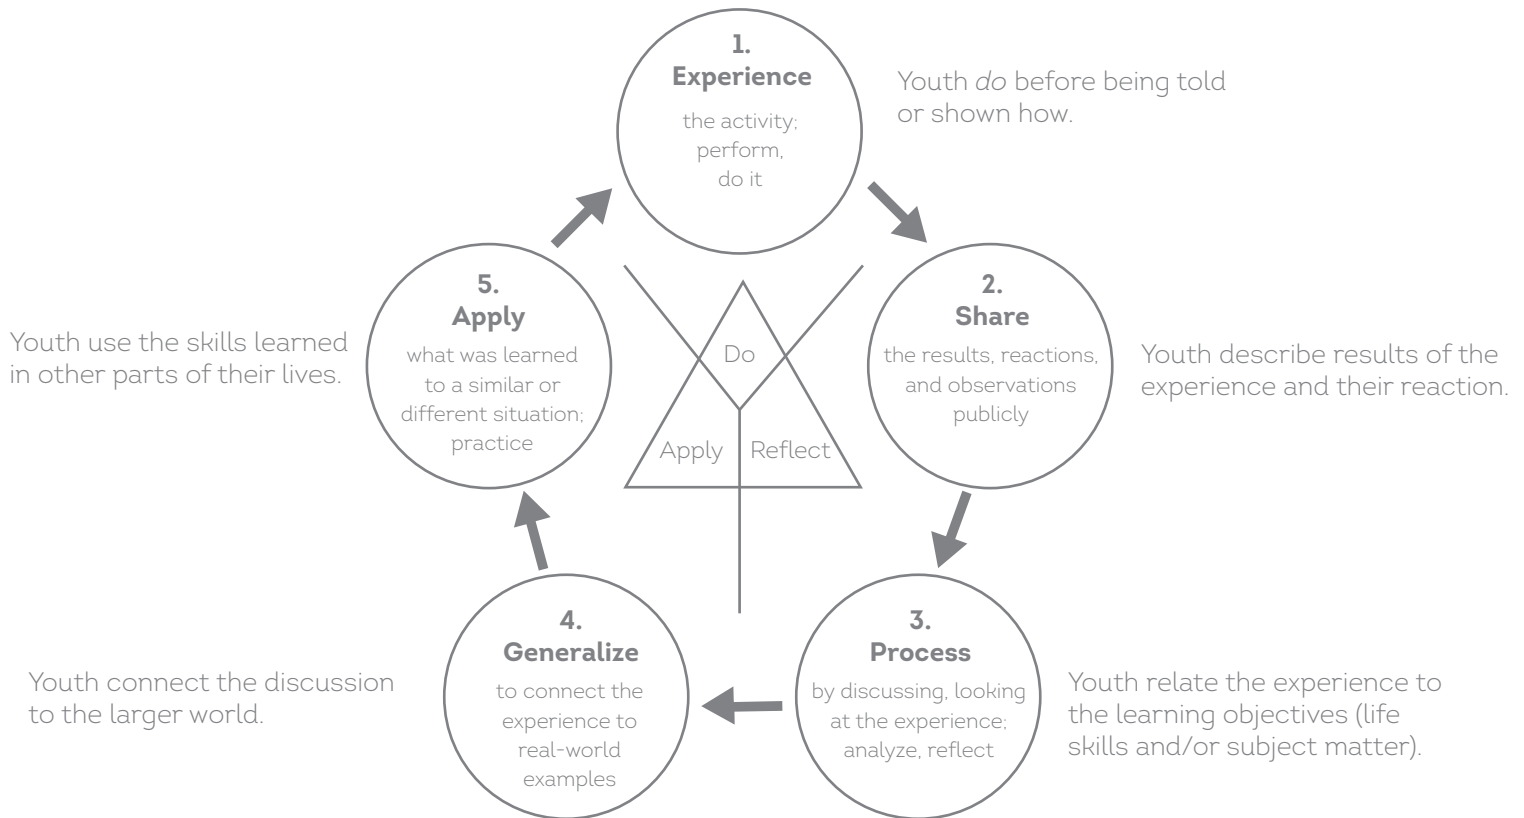 1.
Experience
the activity;
perform,
do it
Youth do before being told
or shown how.
2.
Share
the results, reactions,
and observations
publicly
Youth describe results of the
experience and their reaction.
3.
Process
by discussing, looking
at the experience;
analyze, reflect
Youth relate the experience to
the learning objectives (life
skills and/or subject matter).
4.
Generalize
to connect the
experience to
real-world
examples
Youth connect the discussion
to the larger world.
5.
Apply
what was learned
to a similar or
different situation;
practice
Youth use the skills learned
in other parts of their lives.
Do
Apply
Reflect